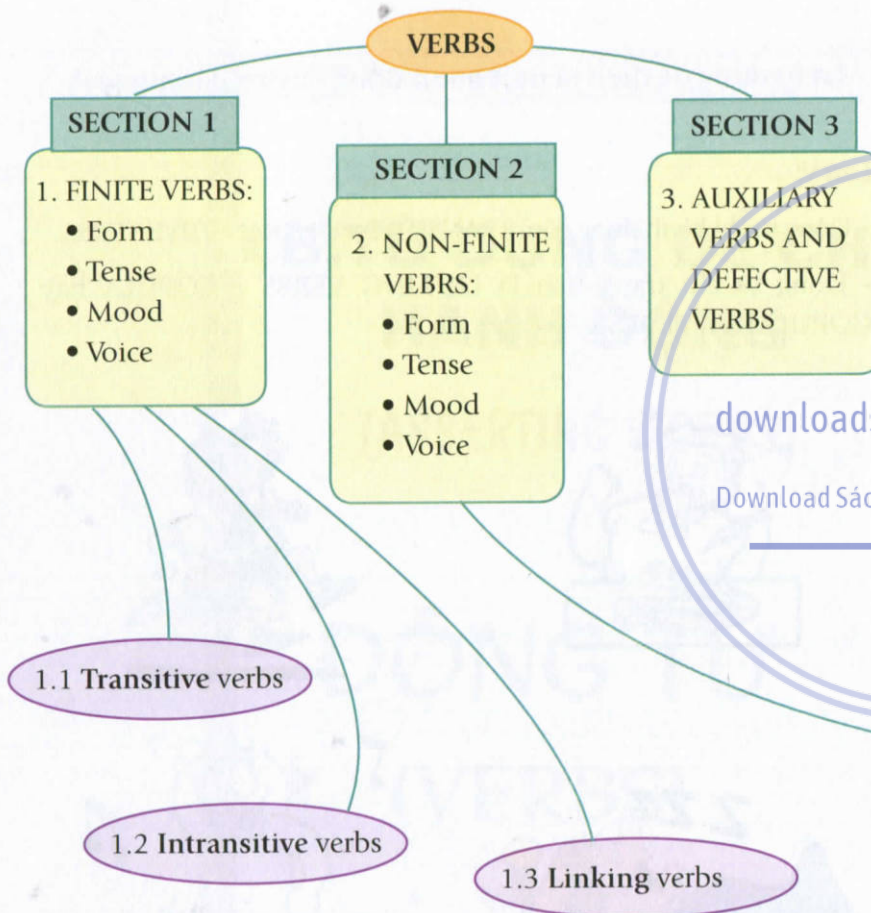 VERBS
SECTION 1
1. FINITE VERBS:
• Form
• Tense
• Mood
• Voice
SECTION 2
2. NON-FINITE
VEBRS:
• Form
• Tense
• Mood
• Voice
SECTION 3
3. AUXILIARY
VERBS AND
DEFECTIVE
VERBS
downloads
Download Sác
1.1 Transitive verbs
1.2 Intransitive verbs
1.3 Linking verbs